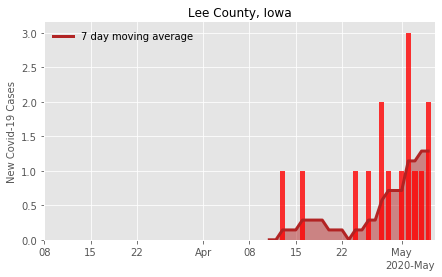 Lee County, Iowa
7 day moving average
New Covid-19 Cases
3.0
2.5
2.0
1.5
1.0
0.5
0.0
08 15 22 Apr 08 15 22 May
2020-May